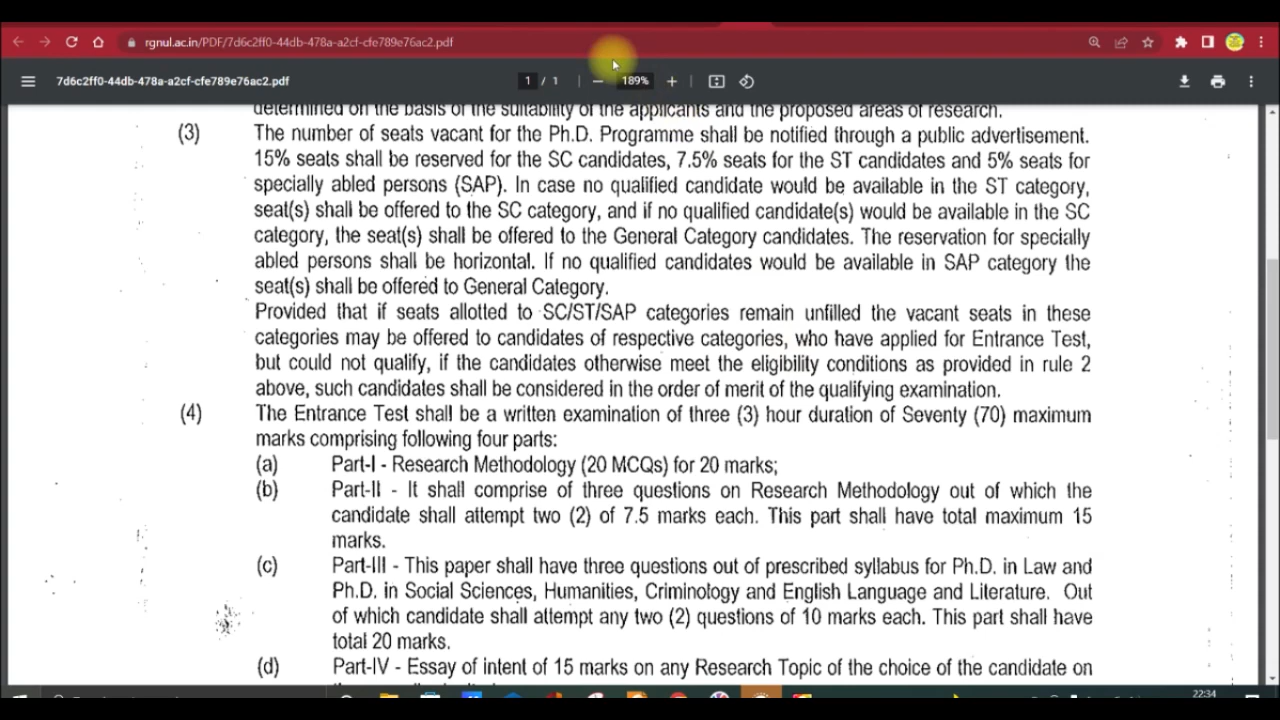 rgnul.ac.in/PDF/7d6c2ff0-44db-478a-a2cf-cfe789e76ac2.pdf
7d6c2ff0-44db-478a-a2cf-cfe789e76ac2.pdf
1 / 1
189%
determined on the basis of the suitability of the applicants and the proposed areas of research.
(3) The number of seats vacant for the Ph.D. Programme shall be notified through a public advertisement.
15% seats shall be reserved for the SC candidates, 7.5% seats for the ST candidates and 5% seats for
specially abled persons (SAP). In case no qualified candidate would be available in the ST category,
seat(s) shall be offered to the SC category, and if no qualified candidate(s) would be available in the SC
category, the seat(s) shall be offered to the General Category candidates. The reservation for specially
abled persons shall be horizontal. If no qualified candidates would be available in SAP category the
seat(s) shall be offered to General Category.
Provided that if seats allotted to SC/ST/SAP categories remain unfilled the vacant seats in these
categories may be offered to candidates of respective categories, who have applied for Entrance Test,
but could not qualify, if the candidates otherwise meet the eligibility conditions as provided in rule 2
above, such candidates shall be considered in the order of merit of the qualifying examination.
(4) The Entrance Test shall be a written examination of three (3) hour duration of Seventy (70) maximum
marks comprising following four parts:
(a) Part-I - Research Methodology (20 MCQs) for 20 marks;
(b) Part-II - It shall comprise of three questions on Research Methodology out of which the
candidate shall attempt two (2) of 7.5 marks each. This part shall have total maximum 15
marks.
(c) Part-III - This paper shall have three questions out of prescribed syllabus for Ph.D. in Law and
Ph.D. in Social Sciences, Humanities, Criminology and English Language and Literature. Out
of which candidate shall attempt any two (2) questions of 10 marks each. This part shall have
total 20 marks.
(d) Part-IV - Essay of intent of 15 marks on any Research Topic of the choice of the candidate on
22:34